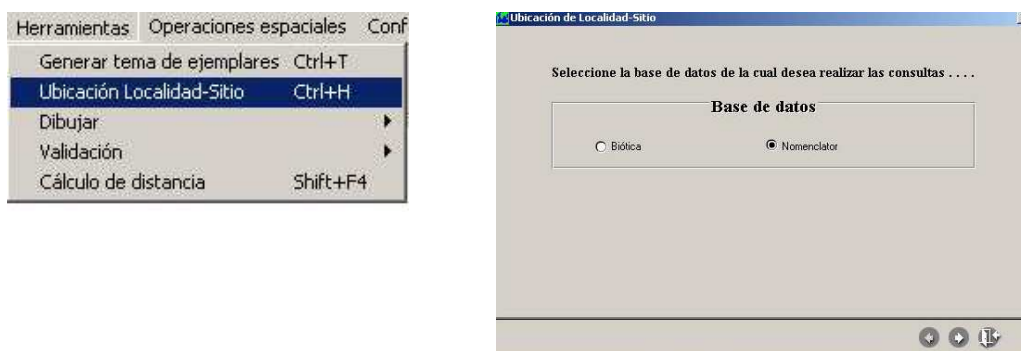 Herramientas Operaciones espaciales Conf
Generar tema de ejemplares Ctrl+T
Ubicación Localidad-Sitio Ctrl+H
Dibujar
Validación
Cálculo de distancia Shift+F4
Ubicación de Localidad-Sitio
Seleccione la base de datos de la cual desea realizar las consultas . . . .
Base de datos
Biótica Nomenclator